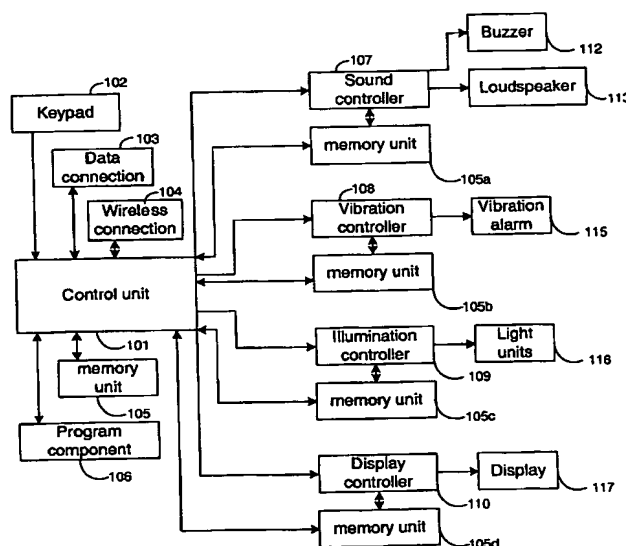 Buzzer
112
107
Sound
controller
Loudspeaker
113
102
Keypad
103
Data
connection
104
Wireless
connection
memory unit
105a
108
Vibration
controller
Vibration
alarm
115
Control unit
101
memory unit
105b
Illumination
controller
109
Light
units
116
memory
unit
105
memory unit
105c
Program
component
106
Display
controller
110
Display
117
memory unit
105d